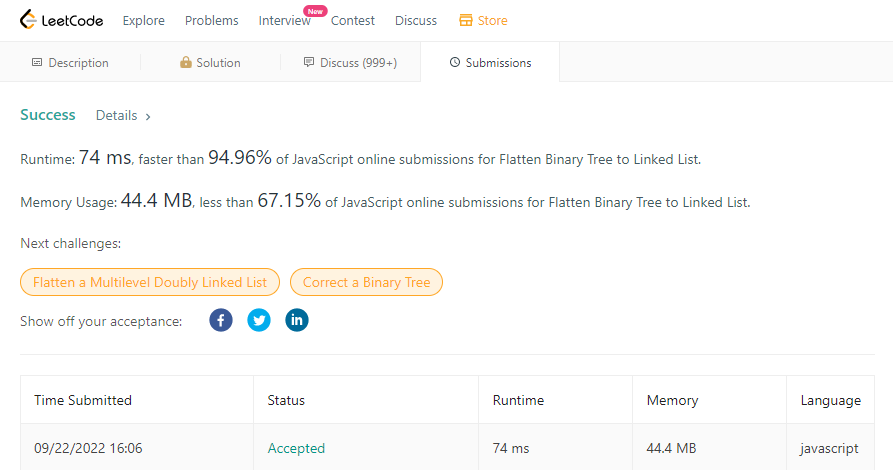 LeetCode Explore Problems Interview New Contest Discuss Store
Description Solution Discuss (999+) Submissions
Success Details ›
Runtime: 74 ms, faster than 94.96% of JavaScript online submissions for Flatten Binary Tree to Linked List.
Memory Usage: 44.4 MB, less than 67.15% of JavaScript online submissions for Flatten Binary Tree to Linked List.
Next challenges:
Flatten a Multilevel Doubly Linked List Correct a Binary Tree
Show off your acceptance:
Time Submitted Status Runtime Memory Language
09/22/2022 16:06 Accepted 74 ms 44.4 MB javascript